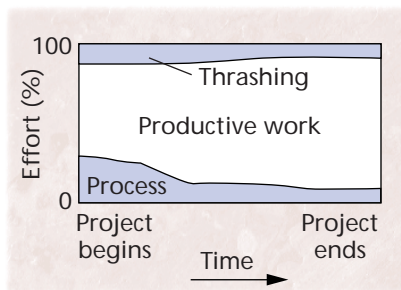 100
Thrashing
Effort (%)
Productive work
Process
0
Project
begins
Project
ends
Time